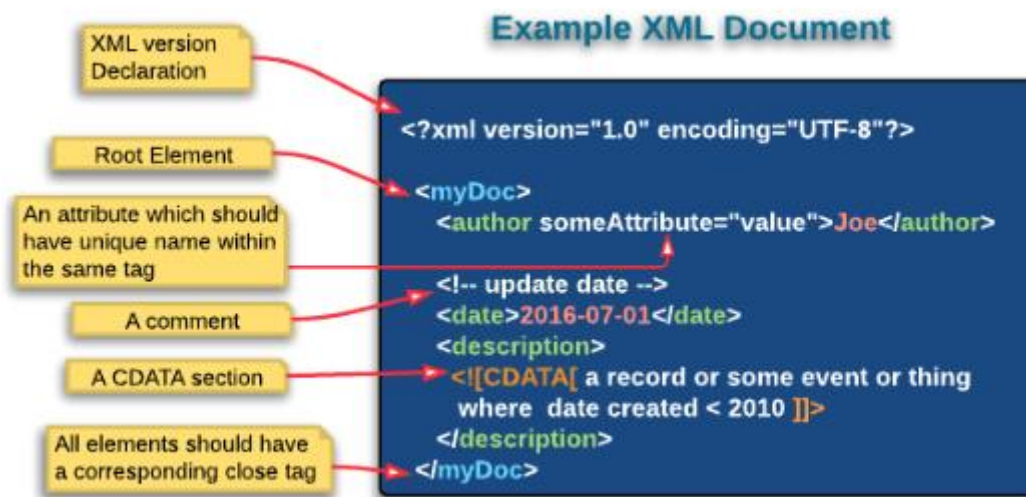 Example XML Document
XML version
Declaration
<?xml version="1.0" encoding="UTF-8"?>
Root Element
<myDoc>
An attribute which should
have unique name within
the same tag
<author someAttribute="value">Joe</author>
<!-- update date -->
A comment
<date>2016-07-01</date>
<description>
A CDATA section
<![CDATA[ a record or some event or thing
where date created < 2010 ]]>
</description>
All elements should have
a corresponding close tag
</myDoc>